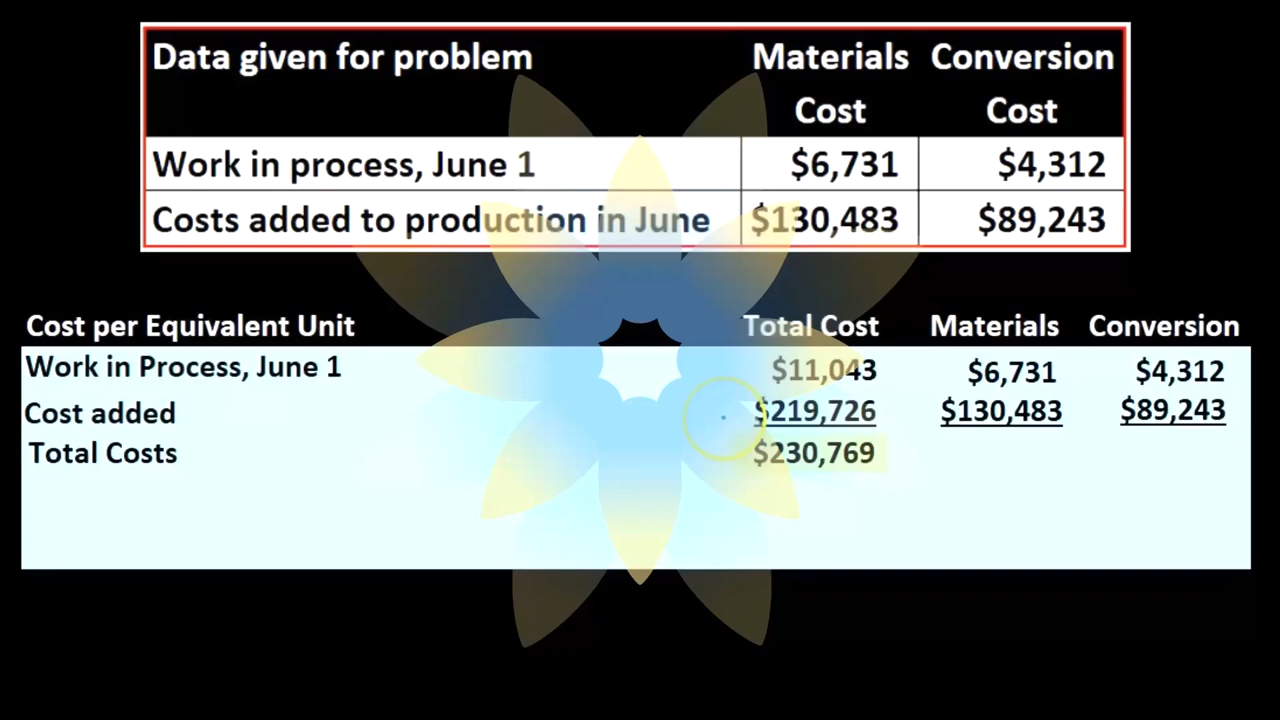 Data given for problem Materials Conversion
Cost Cost
Work in process, June 1 $6,731 $4,312
Costs added to production in June $130,483 $89,243
Cost per Equivalent Unit Total Cost Materials Conversion
Work in Process, June 1 $11,043 $6,731 $4,312
Cost added $219,726 $130,483 $89,243
Total Costs $230,769